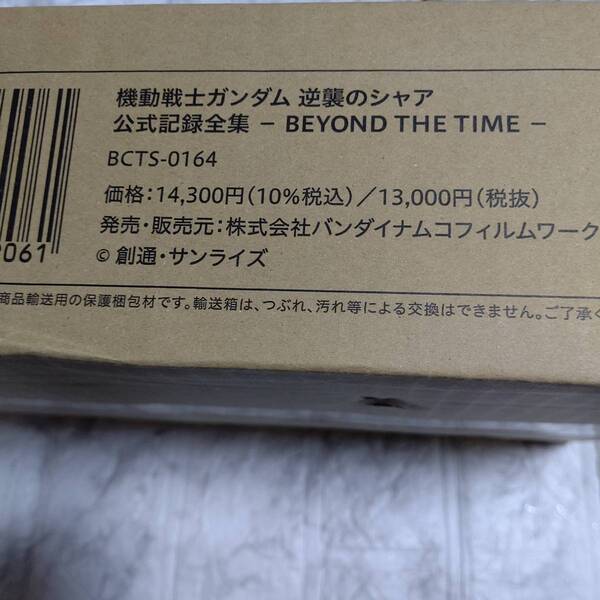 機動戦士ガンダム 逆襲のシャア
公式記録全集 − BEYOND THE TIME −
BCTS-0164
価格：14,300円（10％税込）／13,000円（税抜）
発売・販売元：株式会社バンダイナムコフィルムワーク
© 創通・サンライズ
061
商品輸送用の保護梱包材です。輸送箱は、つぶれ、汚れ等による交換はできません。ご了承く